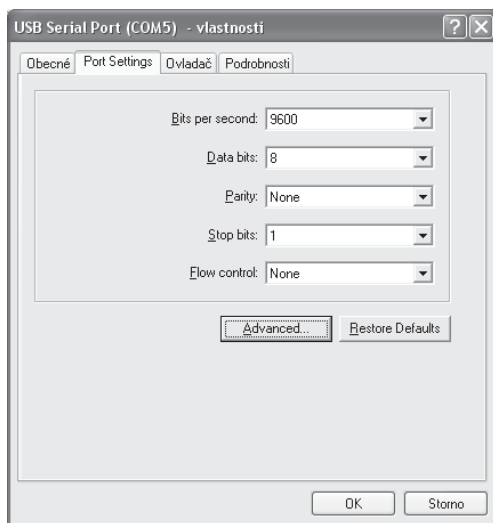 USB Serial Port (COM5) - vlastnosti
Obecné Port Settings Ovladač Podrobnosti
Bits per second: 9600
Data bits: 8
Parity: None
Stop bits: 1
Flow control: None
Advanced... Restore Defaults
OK Storno